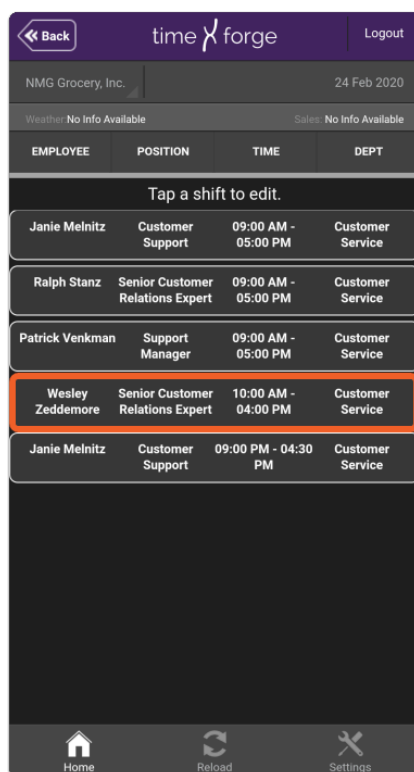 Back
time forge
Logout
NMG Grocery, Inc.
24 Feb 2020
Weather: No Info Available
Sales: No Info Available
EMPLOYEE POSITION TIME DEPT
Tap a shift to edit.
Janie Melnitz Customer 09:00 AM - Customer
Support 05:00 PM Service
Ralph Stanz Senior Customer 09:00 AM - Customer
Relations Expert 05:00 PM Service
Patrick Venkman Support 09:00 AM - Customer
Manager 05:00 PM Service
Wesley Senior Customer 10:00 AM - Customer
Zeddemore Relations Expert 04:00 PM Service
Janie Melnitz Customer 09:00 PM - 04:30 Customer
Support PM Service
Home Reload Settings